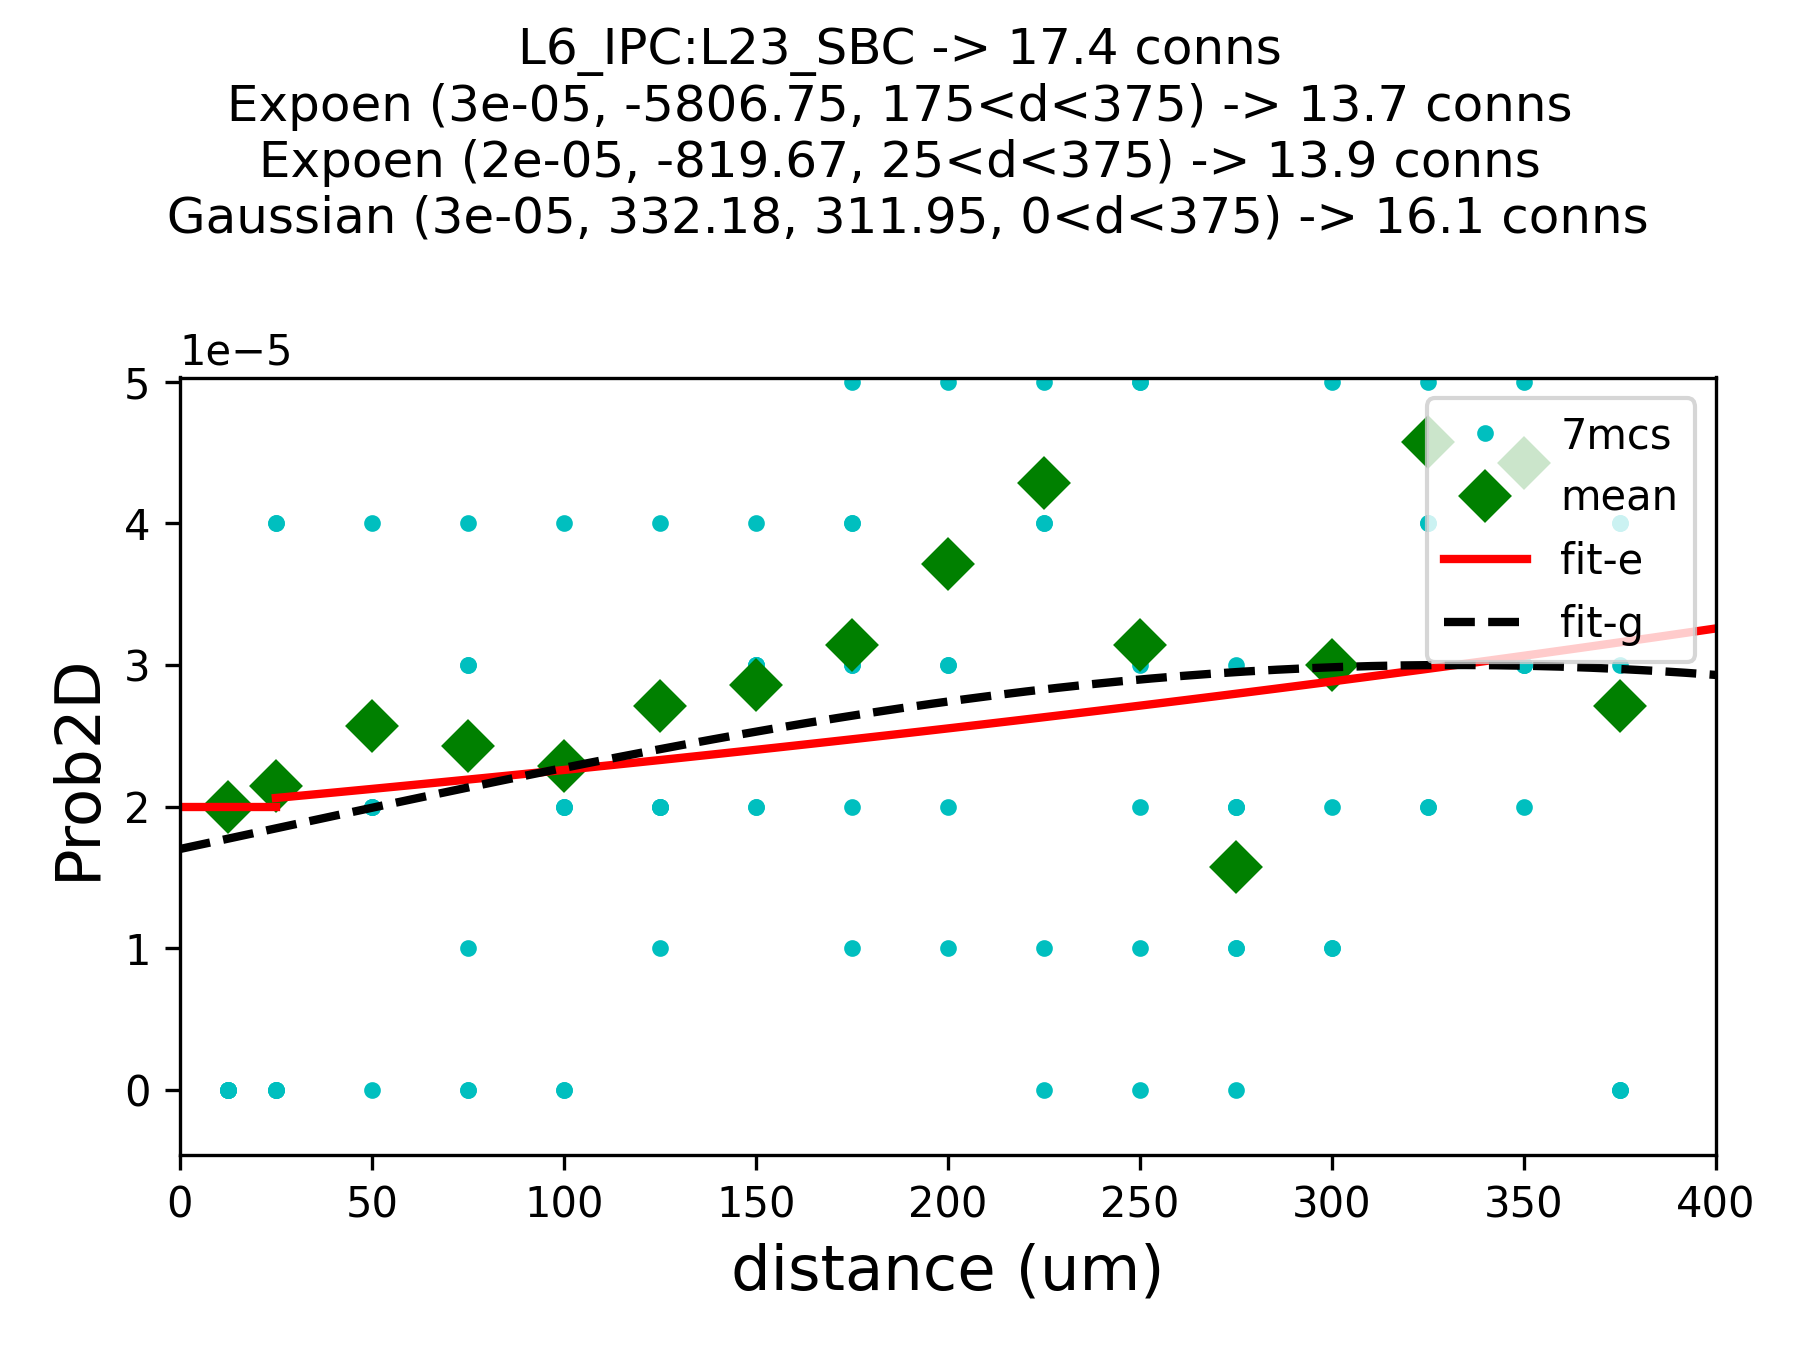 L6_IPC:L23_SBC -> 17.4 conns
Expoen (3e-05, -5806.75, 175<d<375) -> 13.7 conns
Expoen (2e-05, -819.67, 25<d<375) -> 13.9 conns
Gaussian (3e-05, 332.18, 311.95, 0<d<375) -> 16.1 conns
1e−5
5
4
3
2
1
0
Prob2D
7mcs
mean
fit-e
fit-g
0 50 100 150 200 250 300 350 400
distance (um)